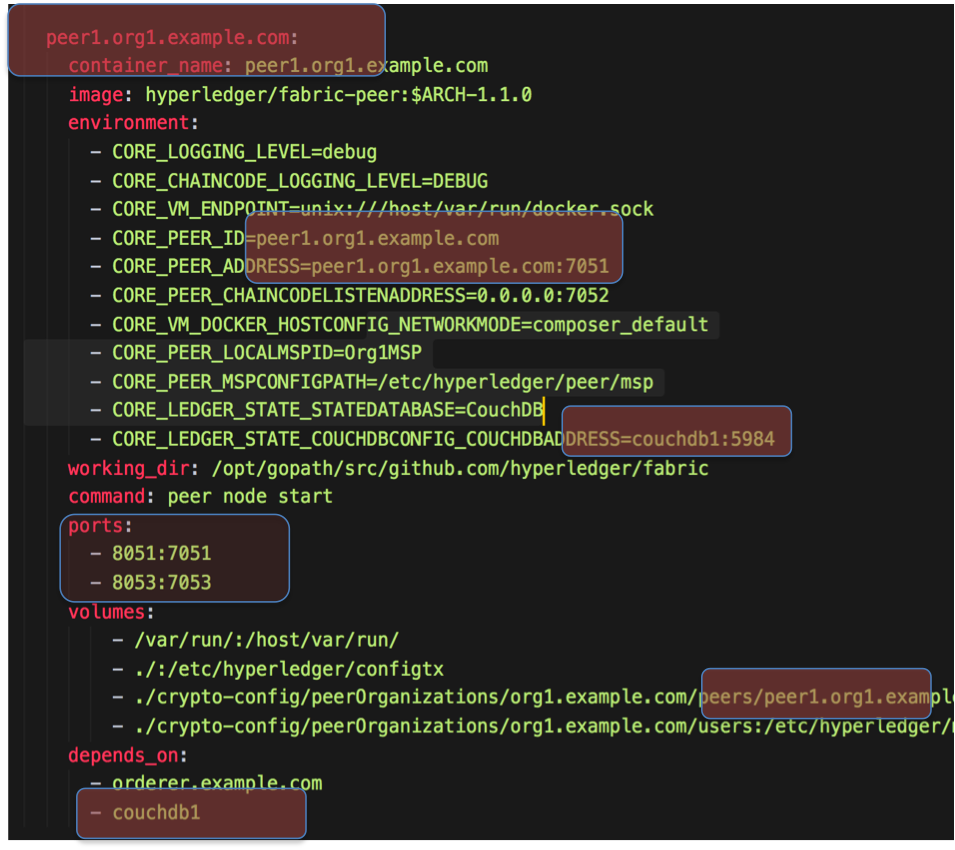 peer1.org1.example.com:
container_name: peer1.org1.example.com
image: hyperledger/fabric-peer:$ARCH-1.1.0
environment:
- CORE_LOGGING_LEVEL=debug
- CORE_CHAINCODE_LOGGING_LEVEL=DEBUG
- CORE_VM_ENDPOINT=unix:///host/var/run/docker.sock
- CORE_PEER_ID=peer1.org1.example.com
- CORE_PEER_ADDRESS=peer1.org1.example.com:7051
- CORE_PEER_CHAINCODELISTENADDRESS=0.0.0.0:7052
- CORE_VM_DOCKER_HOSTCONFIG_NETWORKMODE=composer_default
- CORE_PEER_LOCALMSPID=Org1MSP
- CORE_PEER_MSPCONFIGPATH=/etc/hyperledger/peer/msp
- CORE_LEDGER_STATE_STATEDATABASE=CouchDB
- CORE_LEDGER_STATE_COUCHDBCONFIG_COUCHDBADDRESS=couchdb1:5984
working_dir: /opt/gopath/src/github.com/hyperledger/fabric
command: peer node start
ports:
- 8051:7051
- 8053:7053
volumes:
- /var/run/:/host/var/run/
- ./:/etc/hyperledger/configtx
- ./crypto-config/peerOrganizations/org1.example.com/peers/peer1.org1.exampl
- ./crypto-config/peerOrganizations/org1.example.com/users:/etc/hyperledger/
depends_on:
- orderer.example.com
- couchdb1